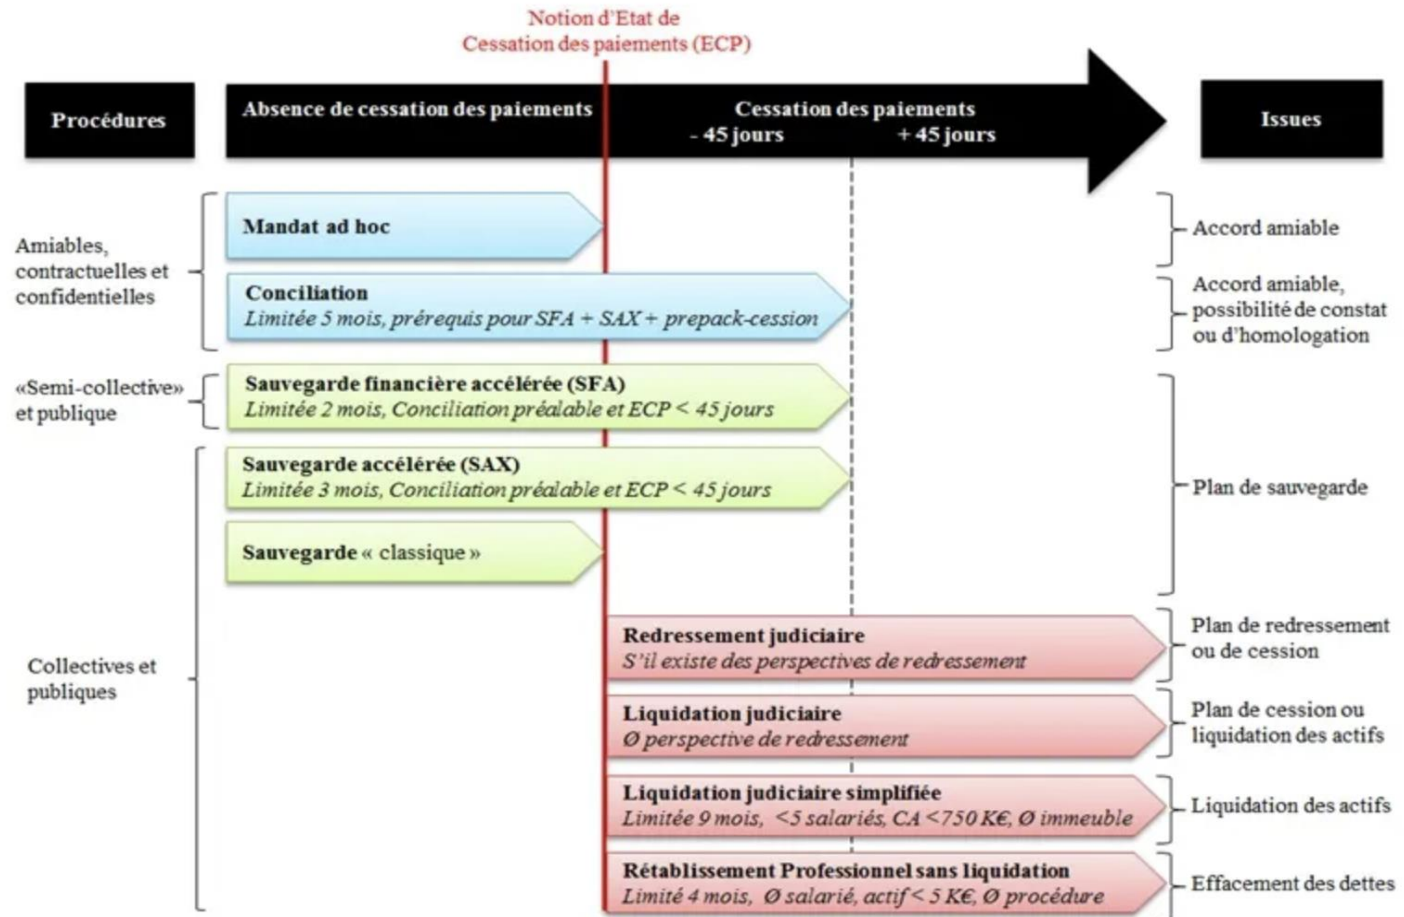 Notion d'Etat de
Cessation des paiements (ECP)
Procédures
Absence de cessation des paiements
Cessation des paiements
- 45 jours
+ 45 jours
Issues
Amiables,
contractuelles et
confidentielles
Mandat ad hoc
Accord amiable
Conciliation
Limitée 5 mois, prérequis pour SFA + SAX + prepack-cession
Accord amiable,
possibilité de constat
ou d'homologation
«Semi-collective»
et publique
Sauvegarde financière accélérée (SFA)
Limitée 2 mois, Conciliation préalable et ECP < 45 jours
Sauvegarde accélérée (SAX)
Limitée 3 mois, Conciliation préalable et ECP < 45 jours
Plan de sauvegarde
Sauvegarde « classique »
Collectives et
publiques
Redressement judiciaire
S'il existe des perspectives de redressement
Plan de redressement
ou de cession
Liquidation judiciaire
Ø perspective de redressement
Plan de cession ou
liquidation des actifs
Liquidation judiciaire simplifiée
Limitée 9 mois, <5 salariés, CA <750 K€, Ø immeuble
Liquidation des actifs
Rétablissement Professionnel sans liquidation
Limité 4 mois, Ø salarié, actif < 5 K€, Ø procédure
Effacement des dettes